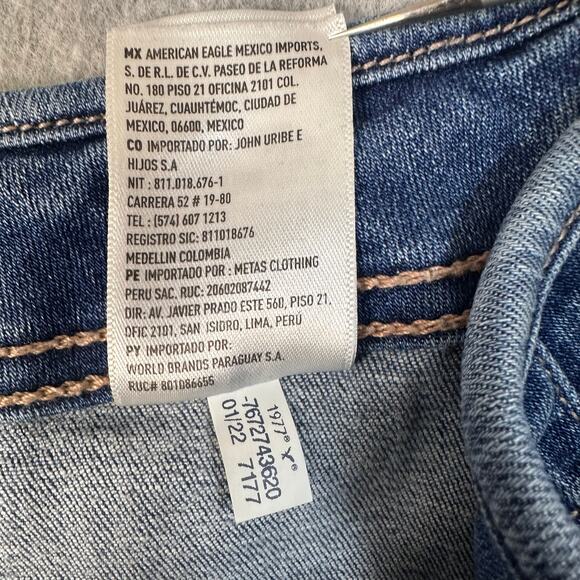 MX AMERICAN EAGLE MEXICO IMPORTS,
S. DE R.L. DE C.V. PASEO DE LA REFORMA
NO. 180 PISO 21 OFICINA 2101 COL.
JUÁREZ, CUAUHTÉMOC, CIUDAD DE
MEXICO, 06600, MEXICO
CO IMPORTADO POR: JOHN URIBE E
HIJOS S.A
NIT : 811.018.676-1
CARRERA 52 # 19-80
TEL : (574) 607 1213
REGISTRO SIC: 811018676
MEDELLIN COLOMBIA
PE IMPORTADO POR : METAS CLOTHING
PERU SAC. RUC: 20602087442
DIR: AV. JAVIER PRADO ESTE 560, PISO 21,
OFIC 2101, SAN ISIDRO, LIMA, PERÚ
PY IMPORTADO POR:
WORLD BRANDS PARAGUAY S.A.
RUC# 801086655
1977®
-7672743620
01/22 7177